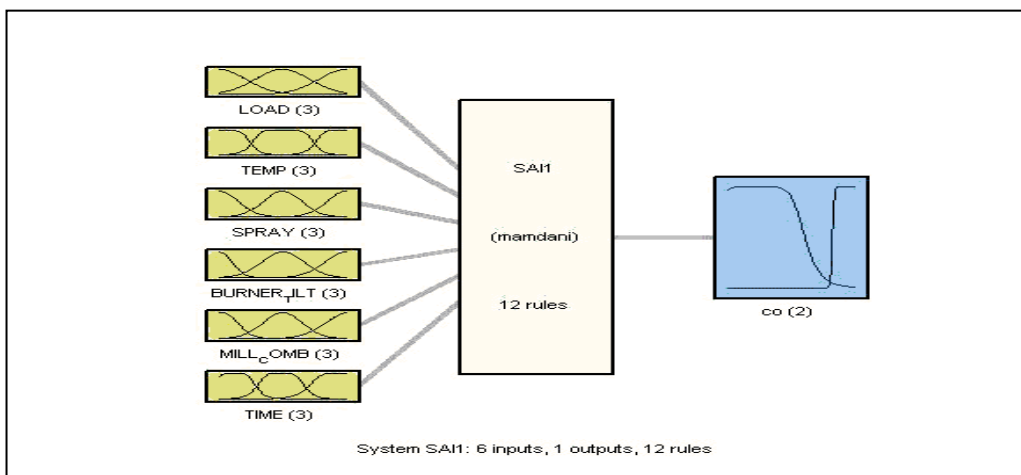 LOAD (3)
TEMP (3)
SPRAY (3)
BURNER_TILT (3)
MILL_COMB (3)
TIME (3)
SAI1
(mamdani)
12 rules
co (2)
System SAI1: 6 inputs, 1 outputs, 12 rules